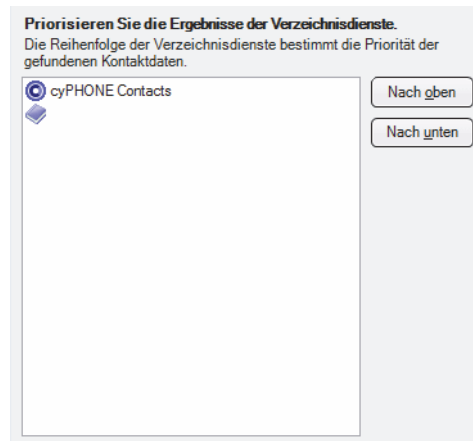 Priorisieren Sie die Ergebnisse der Verzeichnisdienste.
Die Reihenfolge der Verzeichnisdienste bestimmt die Priorität der
gefundenen Kontaktdaten.
cyPHONE Contacts
Nach oben
Nach unten